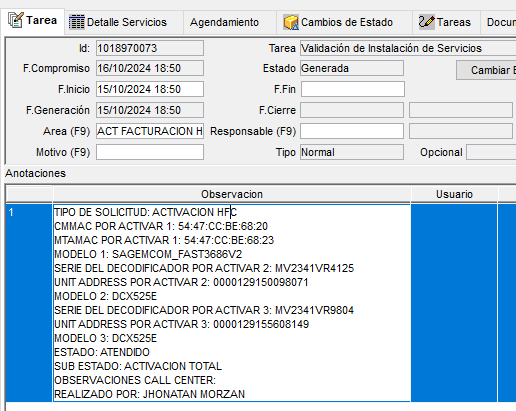 Tarea Detalle Servicios Agendamiento Cambios de Estado Tareas Docum
Id: 1018970073 Tarea Validación de Instalación de Servicios
F.Compromiso 16/10/2024 18:50 Estado Generada Cambiar E
F.Inicio 15/10/2024 18:50 F.Fin
F.Generación 15/10/2024 18:50 F.Cierre
Area (F9) ACT FACTURACION H Responsable (F9)
Motivo (F9) Tipo Normal Opcional
Anotaciones
Observacion Usuario
1 TIPO DE SOLICITUD: ACTIVACION HFC
CMMAC POR ACTIVAR 1: 54:47:CC:BE:68:20
MTAMAC POR ACTIVAR 1: 54:47:CC:BE:68:23
MODELO 1: SAGEMCOM_FAST3686V2
SERIE DEL DECODIFICADOR POR ACTIVAR 2: MV2341VR4125
UNIT ADDRESS POR ACTIVAR 2: 0000129150098071
MODELO 2: DCX525E
SERIE DEL DECODIFICADOR POR ACTIVAR 3: MV2341VR9804
UNIT ADDRESS POR ACTIVAR 3: 0000129155608149
MODELO 3: DCX525E
ESTADO: ATENDIDO
SUB ESTADO: ACTIVACION TOTAL
OBSERVACIONES CALL CENTER:
REALIZADO POR: JHONATAN MORZAN